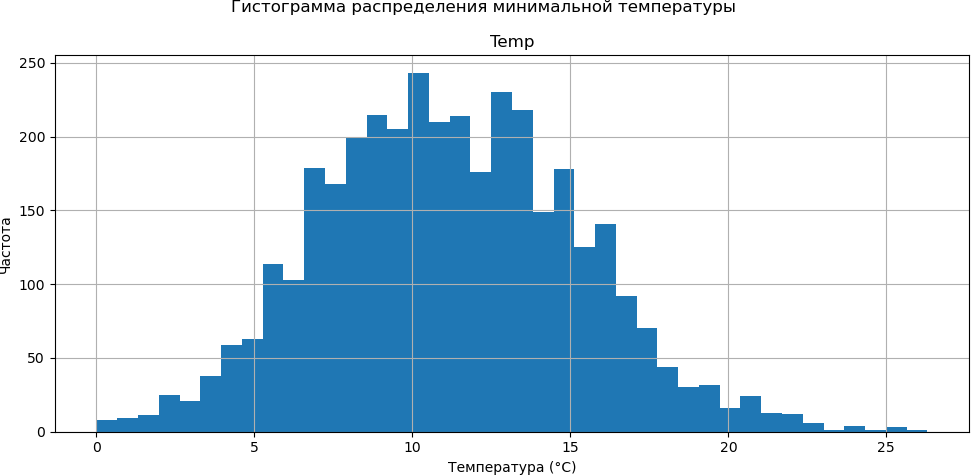 Гистограмма распределения минимальной температуры
Temp
250
200
150
100
50
0
Частота
0 5 10 15 20 25
Температура (°C)